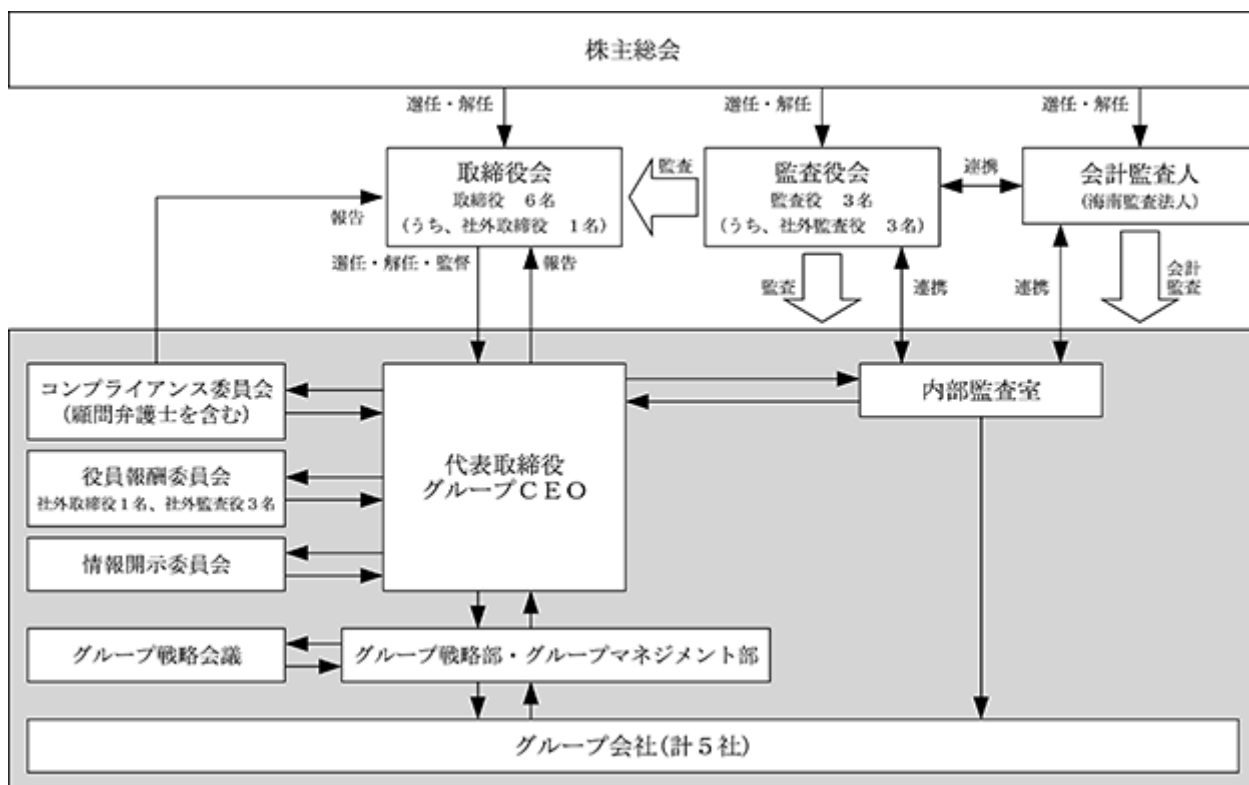 株主総会
選任・解任
選任・解任
選任・解任
取締役会
取締役　6名
(うち、社外取締役　1名)
監査
監査役会
監査役　3名
(うち、社外監査役　3名)
連携
会計監査人
(海南監査法人)
報告
選任・解任・監督
報告
監査
連携
連携
会計
監査
コンプライアンス委員会
(顧問弁護士を含む)
役員報酬委員会
社外取締役1名、社外監査役3名
情報開示委員会
代表取締役
グループCEO
内部監査室
グループ戦略会議
グループ戦略部・グループマネジメント部
グループ会社(計5社)